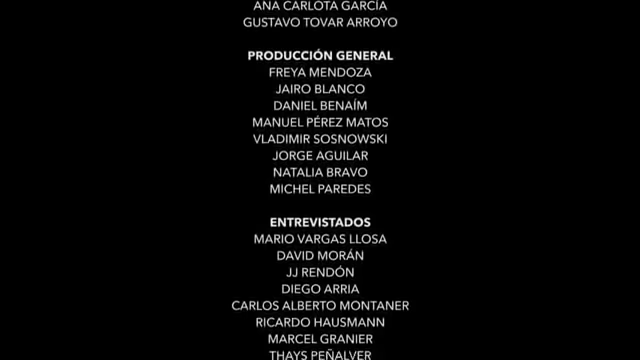 ANA CARLOTA GARCÍA
GUSTAVO TOVAR ARROYO
PRODUCCIÓN GENERAL
FREYA MENDOZA
JAIRO BLANCO
DANIEL BENAÍM
MANUEL PÉREZ MATOS
VLADIMIR SOSNOWSKI
JORGE AGUILAR
NATALIA BRAVO
MICHEL PAREDES
ENTREVISTADOS
MARIO VARGAS LLOSA
DAVID MORÁN
JJ RENDÓN
DIEGO ARRIA
CARLOS ALBERTO MONTANER
RICARDO HAUSMANN
MARCEL GRANIER
THAYS PEÑALVER